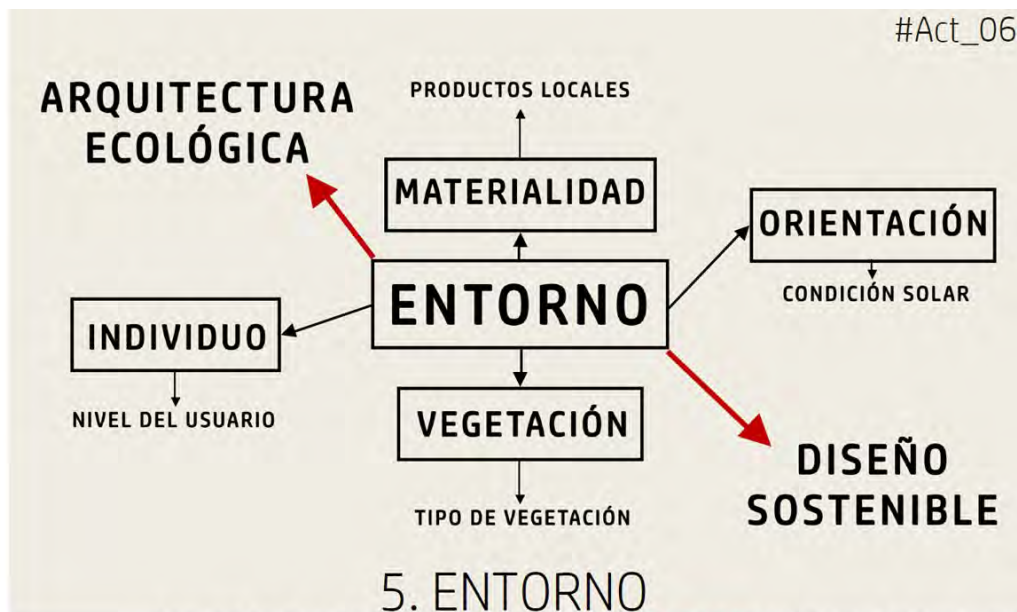 #Act_06
ARQUITECTURA
ECOLÓGICA
PRODUCTOS LOCALES
MATERIALIDAD
ORIENTACIÓN
CONDICIÓN SOLAR
ENTORNO
INDIVIDUO
NIVEL DEL USUARIO
VEGETACIÓN
TIPO DE VEGETACIÓN
DISEÑO
SOSTENIBLE
5. ENTORNO